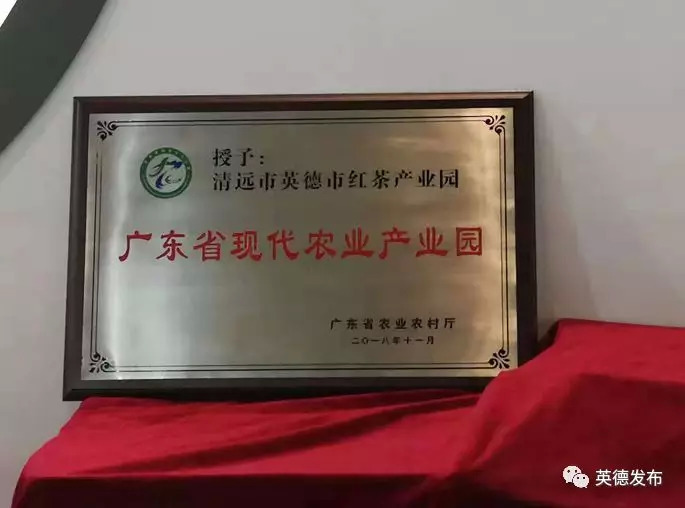 授予：
清远市英德市红茶产业园
广东省现代农业产业园
广东省农业农村厅
二〇一八年十一月
英德发布